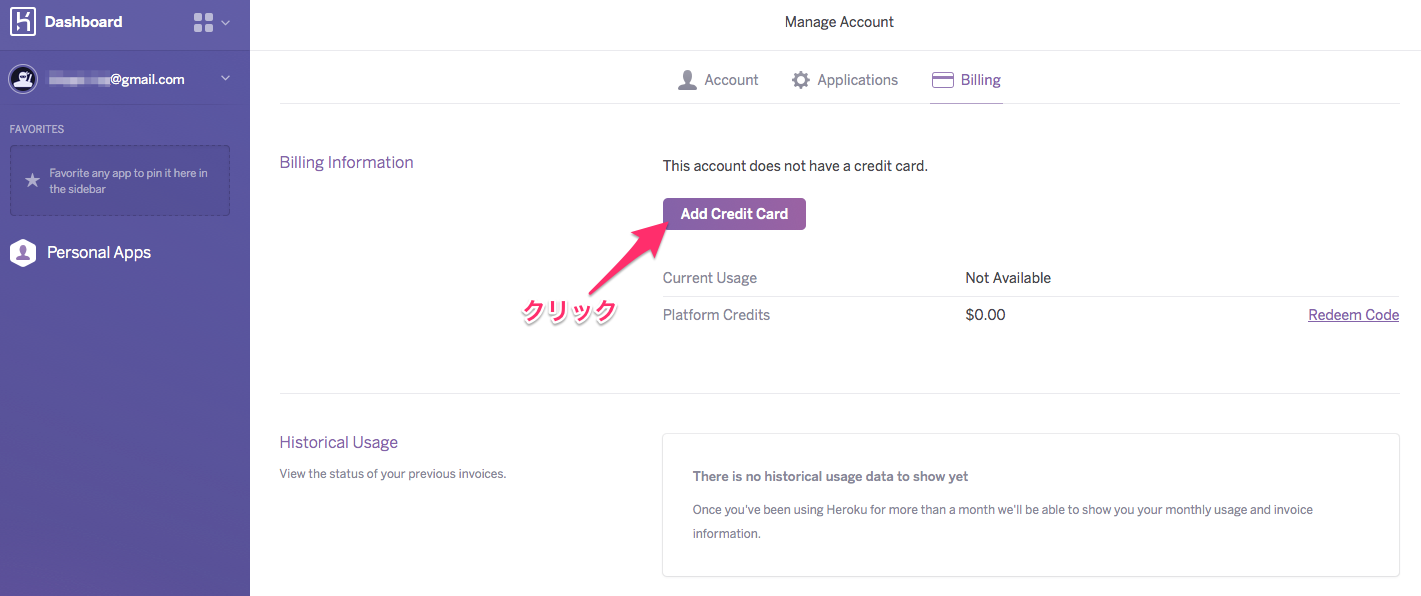 Dashboard
Manage Account
@gmail.com
Account
Applications
Billing
FAVORITES
Favorite any app to pin it here in
the sidebar
Personal Apps
Billing Information
This account does not have a credit card.
Add Credit Card
クリック
Current Usage
Not Available
Platform Credits
$0.00
Redeem Code
Historical Usage
View the status of your previous invoices.
There is no historical usage data to show yet
Once you've been using Heroku for more than a month we'll be able to show you your monthly usage and invoice
information.